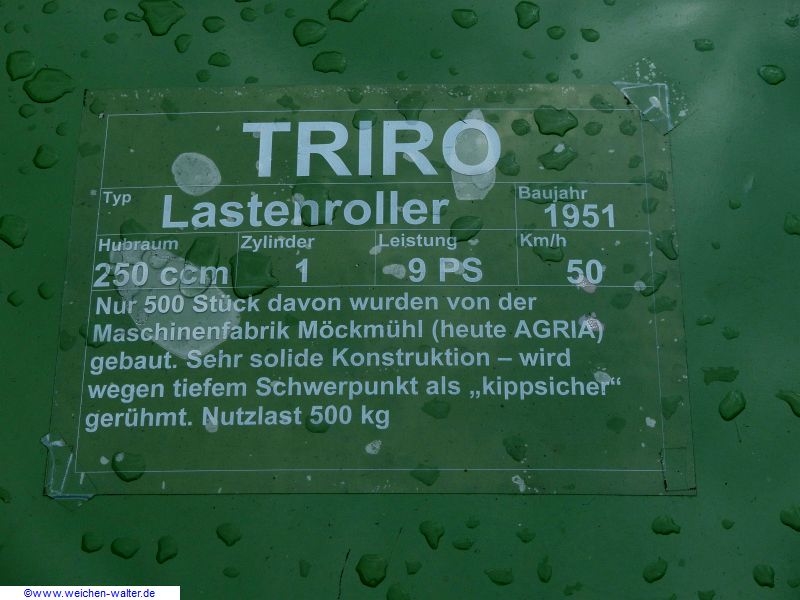 TRIRO
Typ
Lastenroller
Baujahr
1951
Hubraum
250 ccm
Zylinder
1
Leistung
9 PS
Km/h
50
Nur 500 Stück davon wurden von der
Maschinenfabrik Möckmühl (heute AGRIA)
gebaut. Sehr solide Konstruktion – wird
wegen tiefem Schwerpunkt als „kippsicher“
gerühmt. Nutzlast 500 kg
©www.weichen-walter.de